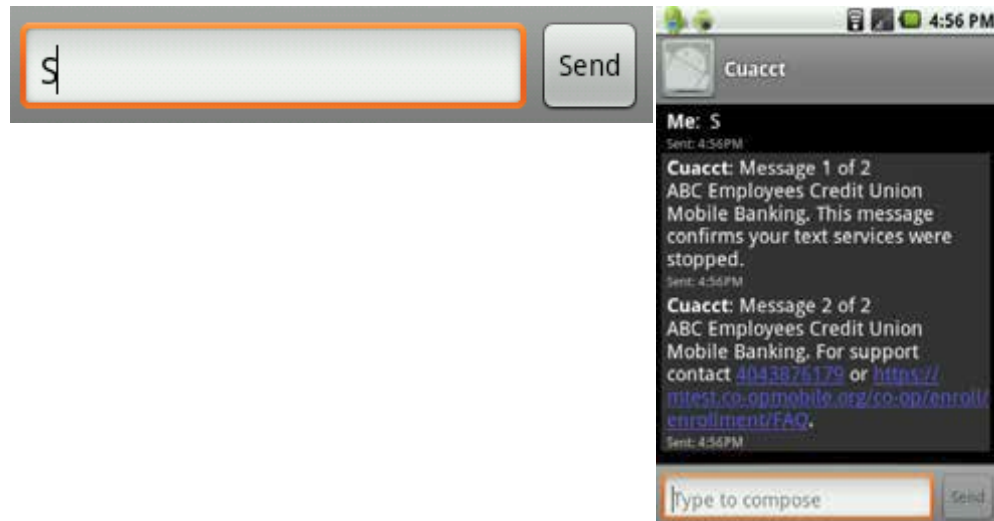 S
Send
4:56 PM
Cuacct
Me: S
Sent: 4:56PM
Cuacct: Message 1 of 2
ABC Employees Credit Union
Mobile Banking. This message
confirms your text services were
stopped.
Sent: 4:56PM
Cuacct: Message 2 of 2
ABC Employees Credit Union
Mobile Banking. For support
contact 4043876179 or https://
mtest.co-opmobile.org/co-op/enroll/
enrollment/FAQ.
Sent: 4:56PM
Type to compose
Send